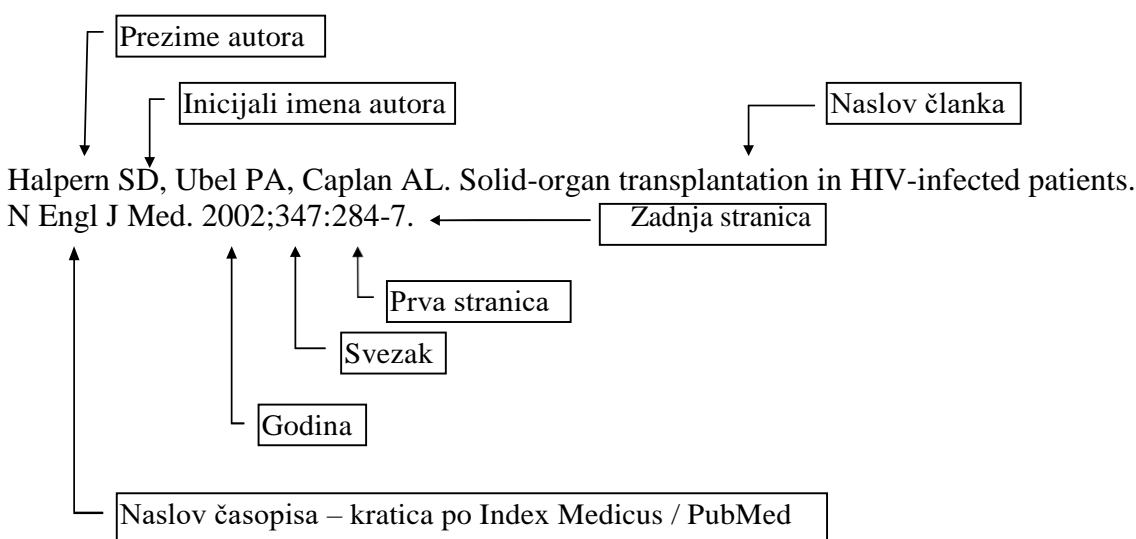 Prezime autora
Inicijali imena autora
Naslov članka
Halpern SD, Ubel PA, Caplan AL. Solid-organ transplantation in HIV-infected patients.
N Engl J Med. 2002;347:284-7.
Zadnja stranica
Prva stranica
Svezak
Godina
Naslov časopisa – kratica po Index Medicus / PubMed